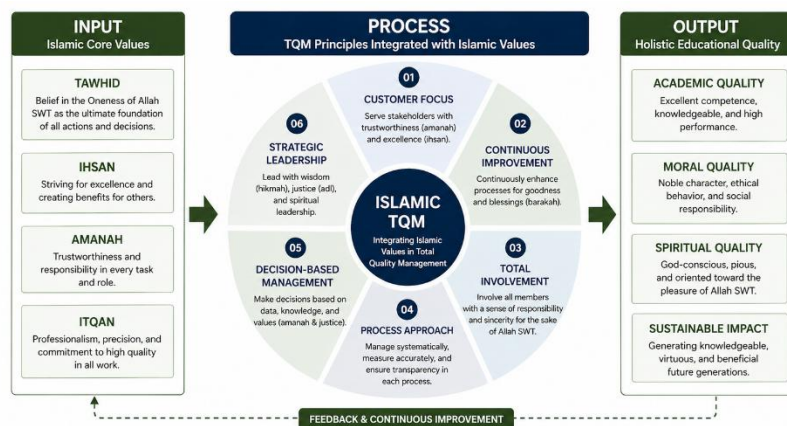 INPUT
Islamic Core Values
TAWHID
Belief in the Oneness of Allah
SWT as the ultimate foundation
of all actions and decisions.
IHSAN
Striving for excellence and
creating benefits for others.
AMANAH
Trustworthiness and
responsibility in every task
and role.
ITQAN
Professionalism, precision, and
commitment to high quality
in all work.
PROCESS
TQM Principles Integrated with Islamic Values
01
CUSTOMER FOCUS
Serve stakeholders with
trustworthiness (amanah)
and excellence (ihsan).
02
CONTINUOUS
IMPROVEMENT
Continuously enhance
processes for goodness
and blessings (barakah).
03
TOTAL
INVOLVEMENT
Involve all members
with a sense of responsibility
and sincerity for the sake
of Allah SWT.
04
PROCESS APPROACH
Manage systematically,
measure accurately, and
ensure transparency in
each process.
05
DECISION-BASED
MANAGEMENT
Make decisions based on
data, knowledge, and
values (amanah & justice).
06
STRATEGIC
LEADERSHIP
Lead with wisdom
(hikmah), justice (adl),
and spiritual
leadership.
ISLAMIC
TQM
Integrating Islamic
Values in Total
Quality Management
OUTPUT
Holistic Educational Quality
ACADEMIC QUALITY
Excellent competence,
knowledgeable, and high
performance.
MORAL QUALITY
Noble character, ethical
behavior, and social
responsibility.
SPIRITUAL QUALITY
God-conscious, pious, and
oriented toward the
pleasure of Allah SWT.
SUSTAINABLE IMPACT
Generating knowledgeable,
virtuous, and beneficial
future generations.
FEEDBACK & CONTINUOUS IMPROVEMENT